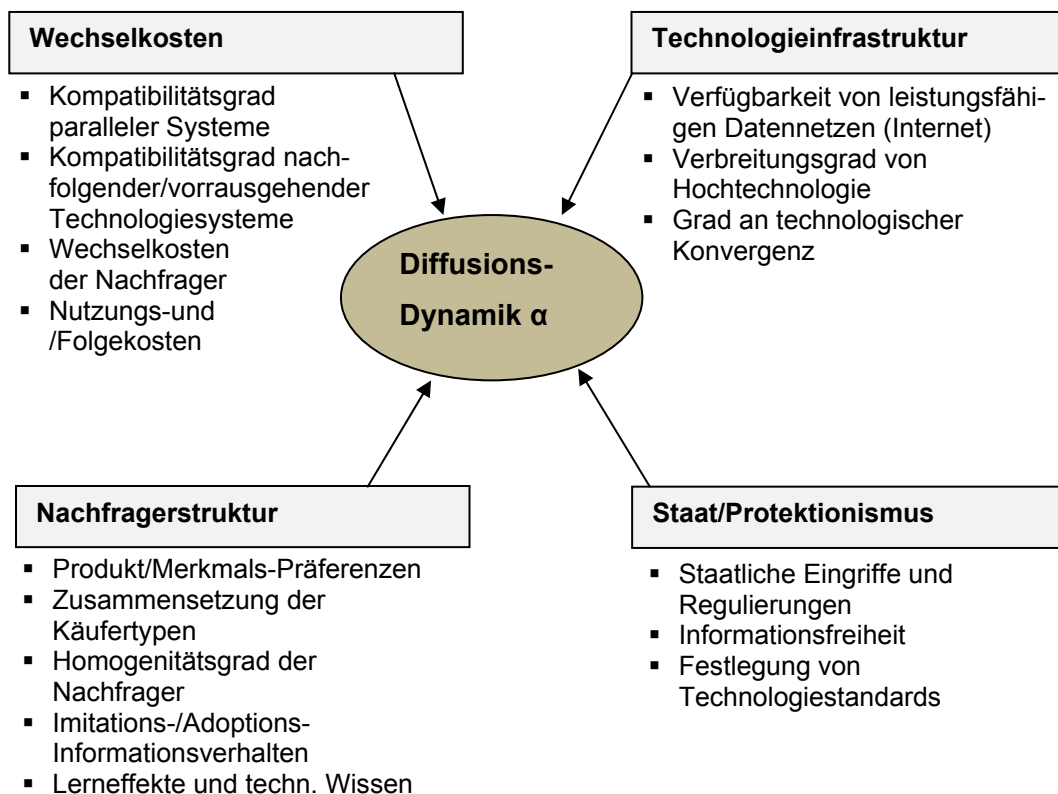 Wechselkosten
▪ Kompatibilitätsgrad
paralleler Systeme
▪ Kompatibilitätsgrad nach-
folgender/vorrausgehender
Technologiesysteme
▪ Wechselkosten
der Nachfrager
▪ Nutzungs-und
/Folgekosten
Technologieinfrastruktur
▪ Verfügbarkeit von leistungsfähi-
gen Datennetzen (Internet)
▪ Verbreitungsgrad von
Hochtechnologie
▪ Grad an technologischer
Konvergenz
Diffusions-
Dynamik α
Nachfragerstruktur
▪ Produkt/Merkmals-Präferenzen
▪ Zusammensetzung der
Käufertypen
▪ Homogenitätsgrad der
Nachfrager
▪ Imitations-/Adoptions-
Informationsverhalten
▪ Lerneffekte und techn. Wissen
Staat/Protektionismus
▪ Staatliche Eingriffe und
Regulierungen
▪ Informationsfreiheit
▪ Festlegung von
Technologiestandards